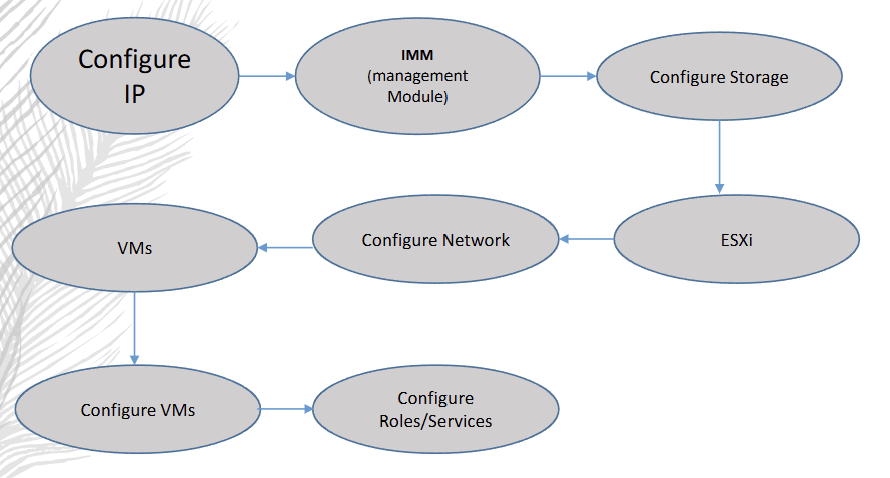 Configure
IP
IMM
(management
Module)
Configure Storage
ESXi
Configure Network
VMs
Configure VMs
Configure
Roles/Services